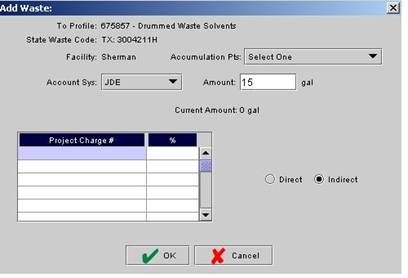 Add Waste:
To Profile: 675857 - Drummed Waste Solvents
State Waste Code: TX: 3004211H
Facility: Sherman Accumulation Pts: Select One
Account Sys: JDE Amount: 15 gal
Current Amount: 0 gal
Project Charge # %
Direct Indirect
OK Cancel